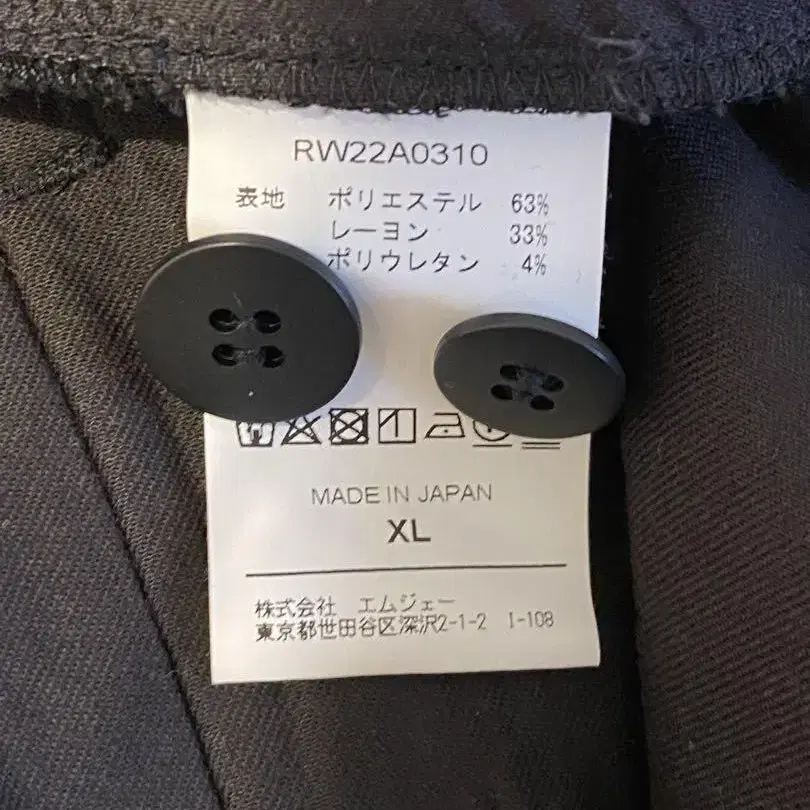 RW22A0310
表地 ポリエステル 63%
レーヨン 33%
ポリウレタン 4%
MADE IN JAPAN
XL
株式会社 エムジェー
東京都世田谷区深沢2-1-2 I-108